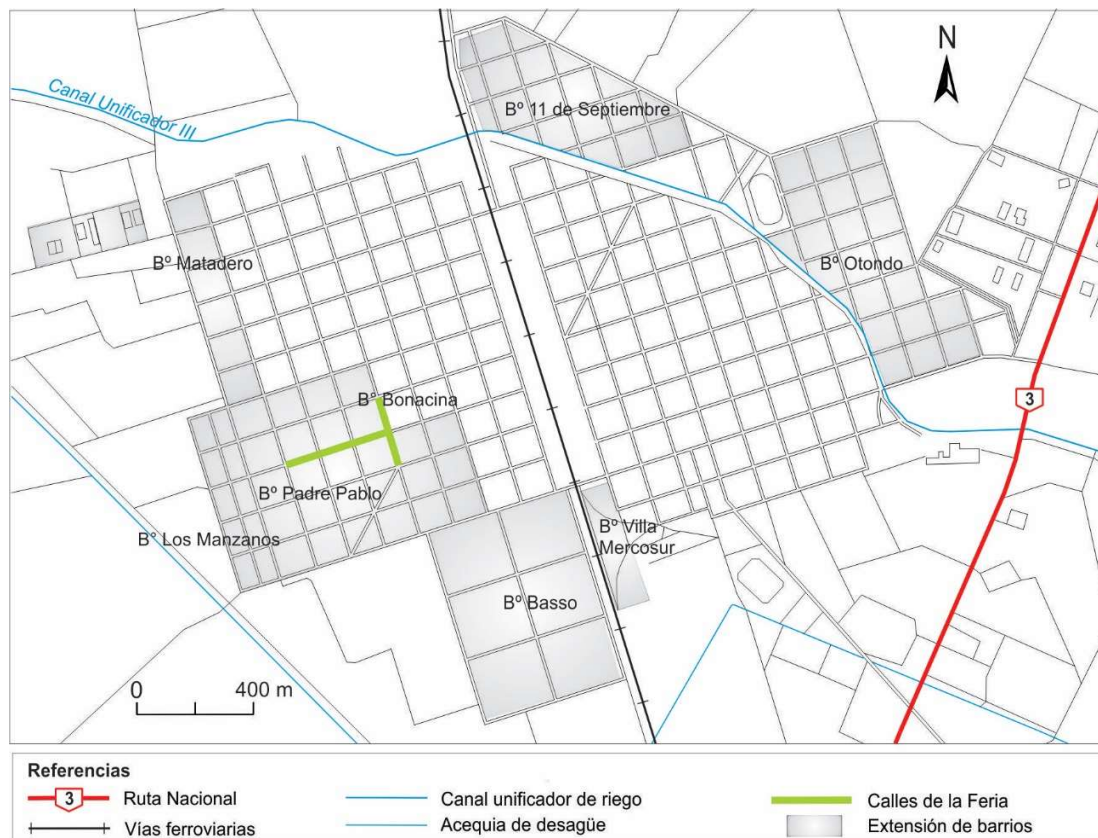 N
Canal Unificador III
Bº 11 de Septiembre
Bº Matadero
Bº Otondo
Bº Bonacina
3
Bº Padre Pablo
Bº Los Manzanos
Bº Villa
Mercosur
Bº Basso
0 400 m
Referencias
3 Ruta Nacional
Vías ferroviarias
Canal unificador de riego
Acequia de desagüe
Calles de la Feria
Extensión de barrios